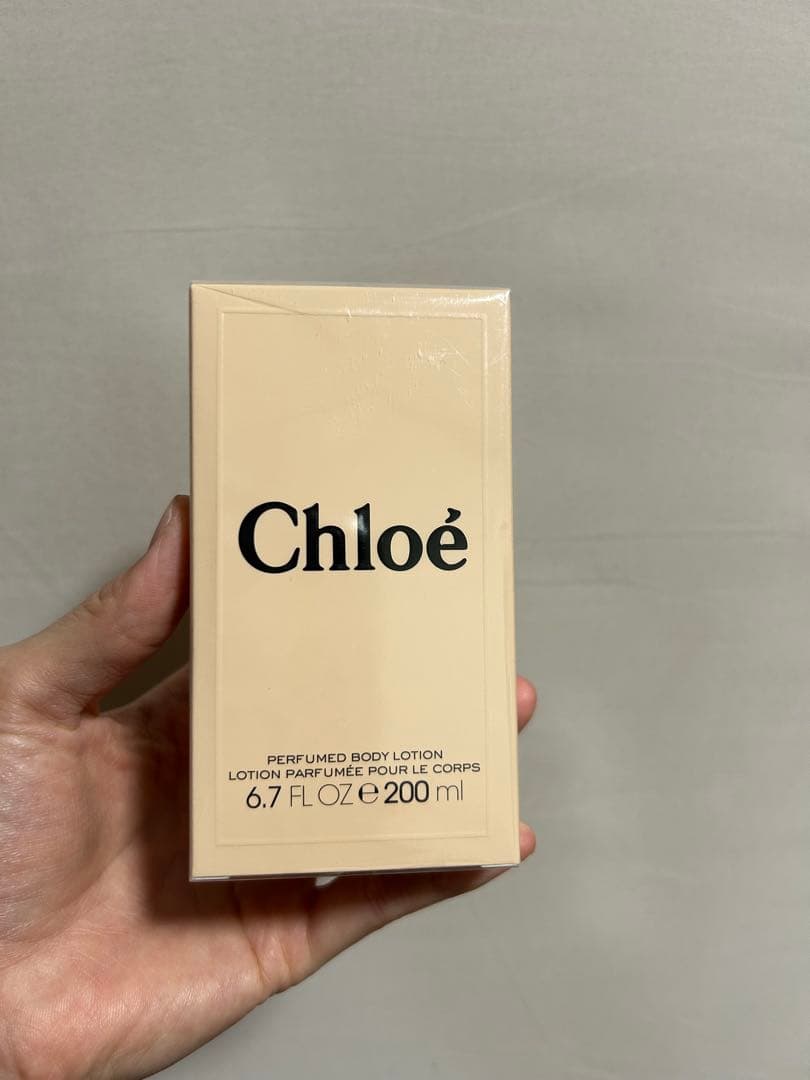 Chloé
PERFUMED BODY LOTION
LOTION PARFUMÉE POUR LE CORPS
6.7 FL OZ ℮ 200 ml